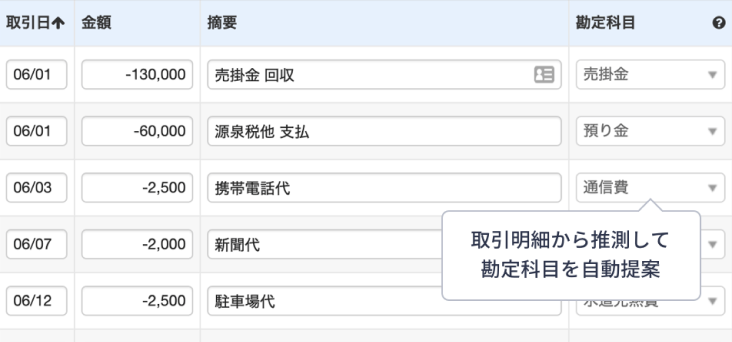 取引日↑ 金額 摘要 勘定科目 ?
06/01 -130,000 売掛金 回収 売掛金
06/01 -60,000 源泉税他 支払 預り金
06/03 -2,500 携帯電話代 通信費
06/07 -2,000 新聞代
取引明細から推測して
勘定科目を自動提案
06/12 -2,500 駐車場代 水道光熱費